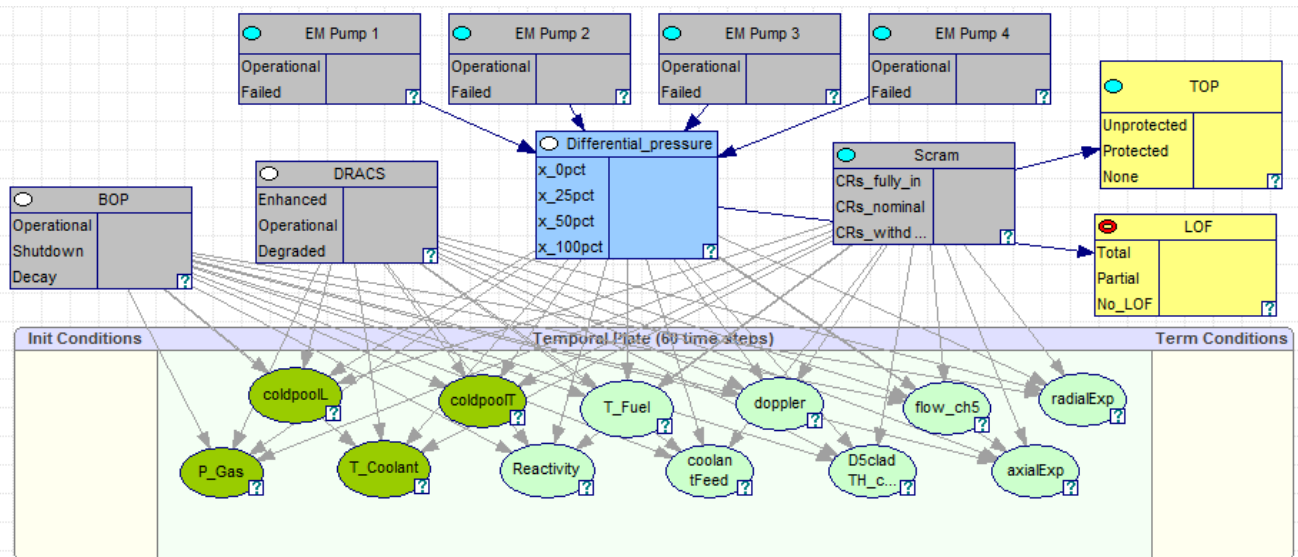 EM Pump 1
Operational
Failed
?
EM Pump 2
Operational
Failed
?
EM Pump 3
Operational
Failed
?
EM Pump 4
Operational
Failed
?
TOP
Unprotected
Protected
None
?
Differential_pressure
x_0pct
x_25pct
x_50pct
x_100pct
?
Scram
CRs_fully_in
CRs_nominal
CRs_withd ...
?
DRACS
Enhanced
Operational
Degraded
?
BOP
Operational
Shutdown
Decay
?
LOF
Total
Partial
No_LOF
?
Init Conditions
Temporal Plate (60 time steps)
Term Conditions
coldpoolL
?
coldpoolT
?
T_Fuel
?
doppler
?
flow_ch5
?
radialExp
?
P_Gas
?
T_Coolant
?
Reactivity
?
coolan
tFeed
?
D5clad
TH_c...
?
axialExp
?